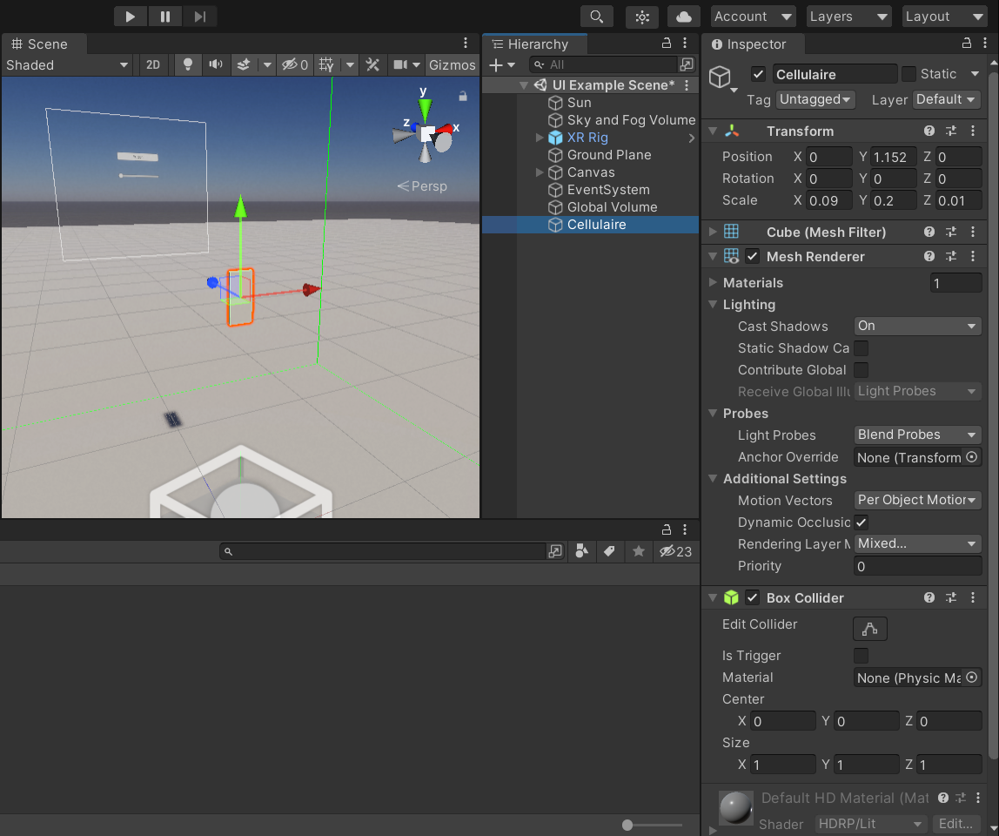 Account
Layers
Layout
Scene
Shaded
2D
0
Gizmos
y
z
x
Persp
Hierarchy
All
UI Example Scene*
Sun
Sky and Fog Volume
XR Rig
Ground Plane
Canvas
EventSystem
Global Volume
Cellulaire
23
Inspector
Cellulaire
Static
Tag Untagged Layer Default
Transform
Position X 0 Y 1.152 Z 0
Rotation X 0 Y 0 Z 0
Scale X 0.09 Y 0.2 Z 0.01
Cube (Mesh Filter)
Mesh Renderer
Materials 1
Lighting
Cast Shadows On
Static Shadow Ca
Contribute Global
Receive Global Illu Light Probes
Probes
Light Probes Blend Probes
Anchor Override None (Transform
Additional Settings
Motion Vectors Per Object Motion
Dynamic Occlusio
Rendering Layer M Mixed...
Priority 0
Box Collider
Edit Collider
Is Trigger
Material None (Physic Ma
Center
X 0 Y 0 Z 0
Size
X 1 Y 1 Z 1
Default HD Material (Mat
Shader HDRP/Lit Edit...